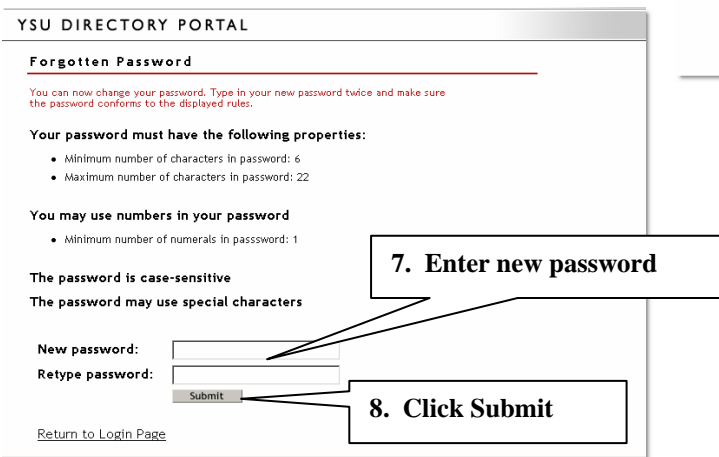 YSU DIRECTORY PORTAL
Forgotten Password
You can now change your password. Type in your new password twice and make sure
the password conforms to the displayed rules.
Your password must have the following properties:
• Minimum number of characters in password: 6
• Maximum number of characters in password: 22
You may use numbers in your password
• Minimum number of numerals in passsword: 1
7. Enter new password
The password is case-sensitive
The password may use special characters
New password:
Retype password:
Submit
8. Click Submit
Return to Login Page